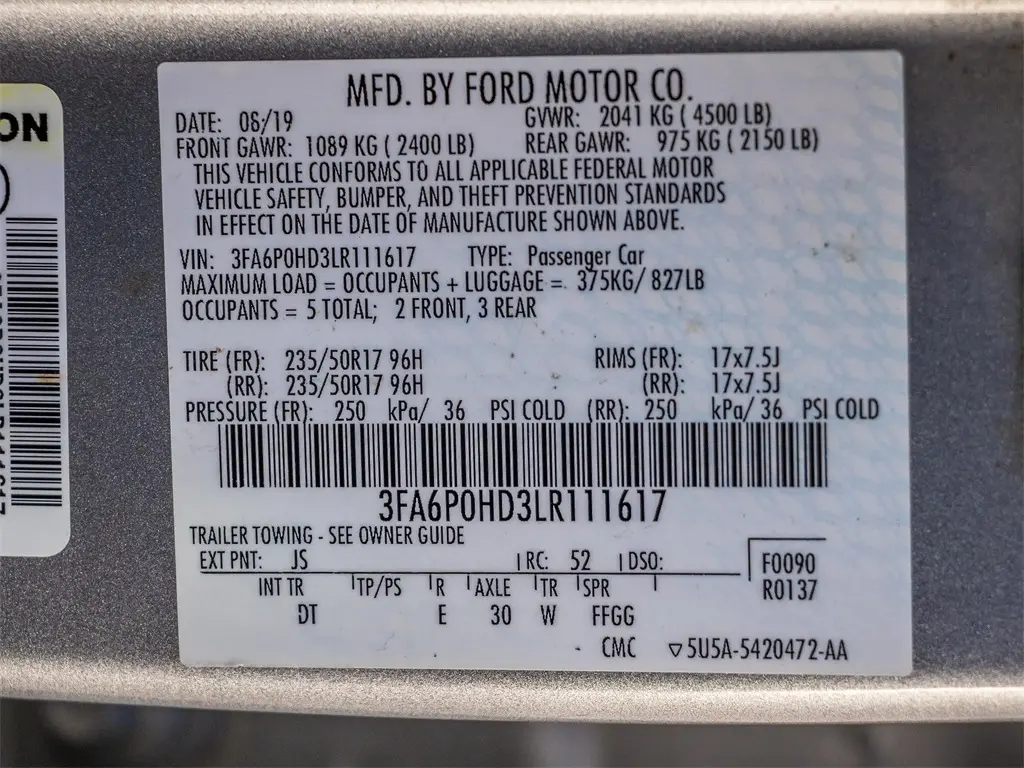 MFD. BY FORD MOTOR CO.
DATE: 08/19 GVWR: 2041 KG ( 4500 LB)
FRONT GAWR: 1089 KG ( 2400 LB) REAR GAWR: 975 KG ( 2150 LB)
THIS VEHICLE CONFORMS TO ALL APPLICABLE FEDERAL MOTOR
VEHICLE SAFETY, BUMPER, AND THEFT PREVENTION STANDARDS
IN EFFECT ON THE DATE OF MANUFACTURE SHOWN ABOVE.
VIN: 3FA6P0HD3LR111617 TYPE: Passenger Car
MAXIMUM LOAD = OCCUPANTS + LUGGAGE = 375KG/ 827LB
OCCUPANTS = 5 TOTAL; 2 FRONT, 3 REAR
TIRE (FR): 235/50R17 96H RIMS (FR): 17x7.5J
(RR): 235/50R17 96H (RR): 17x7.5J
PRESSURE (FR): 250 kPa/ 36 PSI COLD (RR): 250 kPa/ 36 PSI COLD
3FA6P0HD3LR111617
TRAILER TOWING - SEE OWNER GUIDE
EXT PNT: JS RC: 52 DSO:
F0090
R0137
INT TR TP/PS R AXLE TR SPR
DT E 30 W FFGG
CMC ▽5U5A-5420472-AA
ON